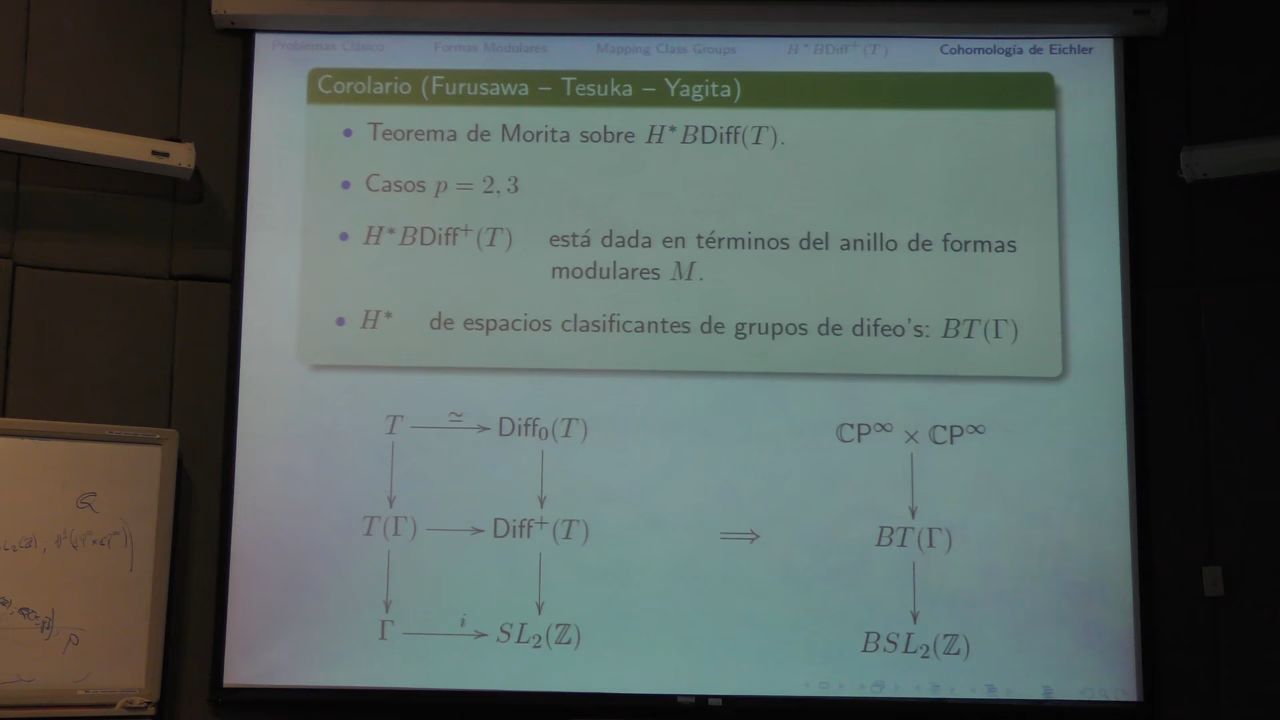 Problemas Clásico   Formas Modulares   Mapping Class Groups   H*BDiff⁺(T)   Cohomología de Eichler
Corolario (Furusawa – Tesuka – Yagita)
• Teorema de Morita sobre H*BDiff(T).
• Casos p = 2, 3
• H*BDiff⁺(T) está dada en términos del anillo de formas
modulares M.
• H* de espacios clasificantes de grupos de difeo's: BT(Γ)
T ≃ Diff₀(T) CP^∞ × CP^∞
T(Γ) → Diff⁺(T) ⟹ BT(Γ)
Γ i SL₂(ℤ) BSL₂(ℤ)